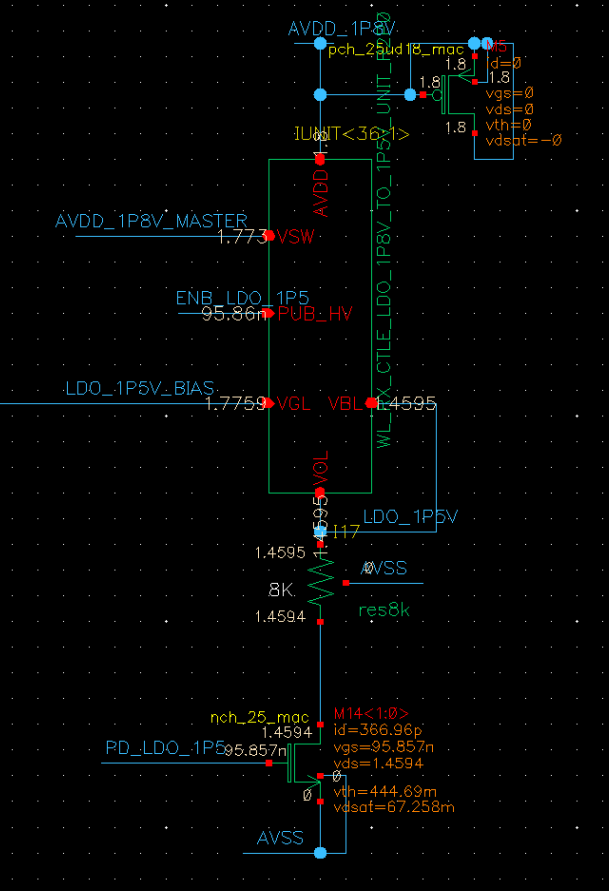 AVDD_1P8V
pch_25ud18_mac
M5
1.8
d=0
1.8
1.8
vgs=0
vds=0
vth=0
1.8
vdsat=-0
IUNIT<36:1>
1.8
AVDD
AVDD_1P8V_MASTER
1.773
VSW
ENB_LDO_1P5
95.86n
PUB_HV
LDO_1P5V_BIAS
1.7759
VGL
VBL
1.4595
VOL
1.4595
LDO_1P5V
I17
1.4595
0
AVSS
8K
res8k
1.4594
nch_25_mac
M14<1:0>
1.4594
id=366.96p
vgs=95.857n
PD_LDO_1P5
95.857n
vds=1.4594
0
vth=444.69m
0
vdsat=67.258m
AVSS